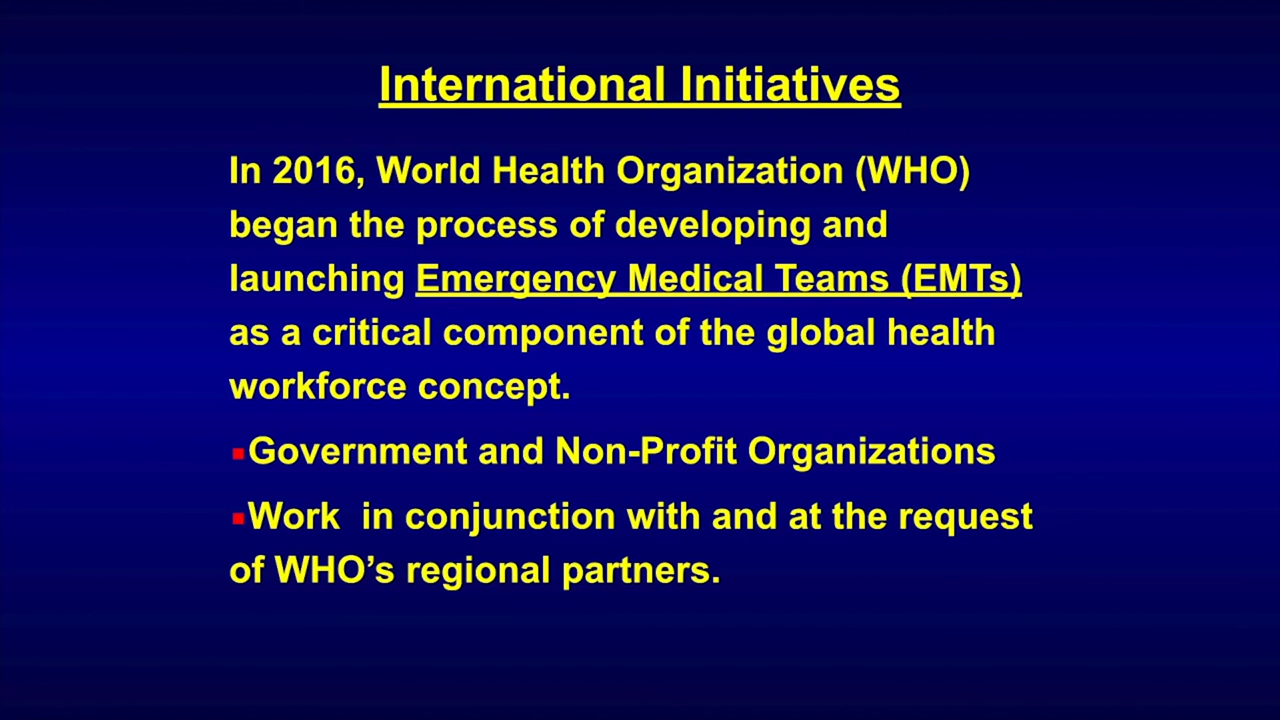 International Initiatives
In 2016, World Health Organization (WHO)
began the process of developing and
launching Emergency Medical Teams (EMTs)
as a critical component of the global health
workforce concept.
▪Government and Non-Profit Organizations
▪Work  in conjunction with and at the request
of WHO’s regional partners.